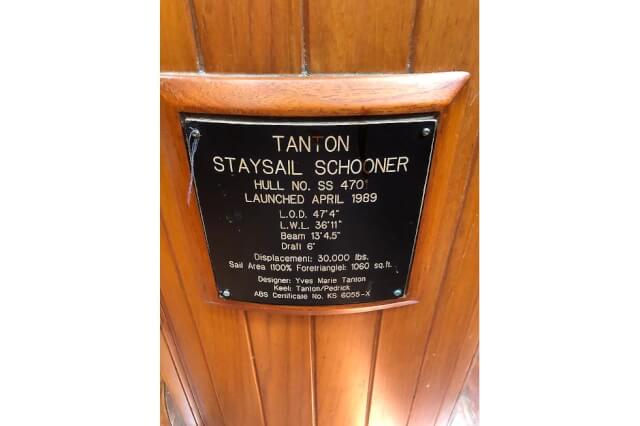 TANTON
STAYSAIL SCHOONER
HULL NO. SS 4701
LAUNCHED APRIL 1989
L.O.D. 47'4"
L.W.L. 36'11"
Beam 13'4.5"
Draft 6"
Displacement: 30,000 lbs.
Sail Area (100% Foretriangle): 1060 sq.ft.
Designer: Yves Marie Tanton
Keel: Tanton/Pedrick
ABS Certificate No. KS 6055-X